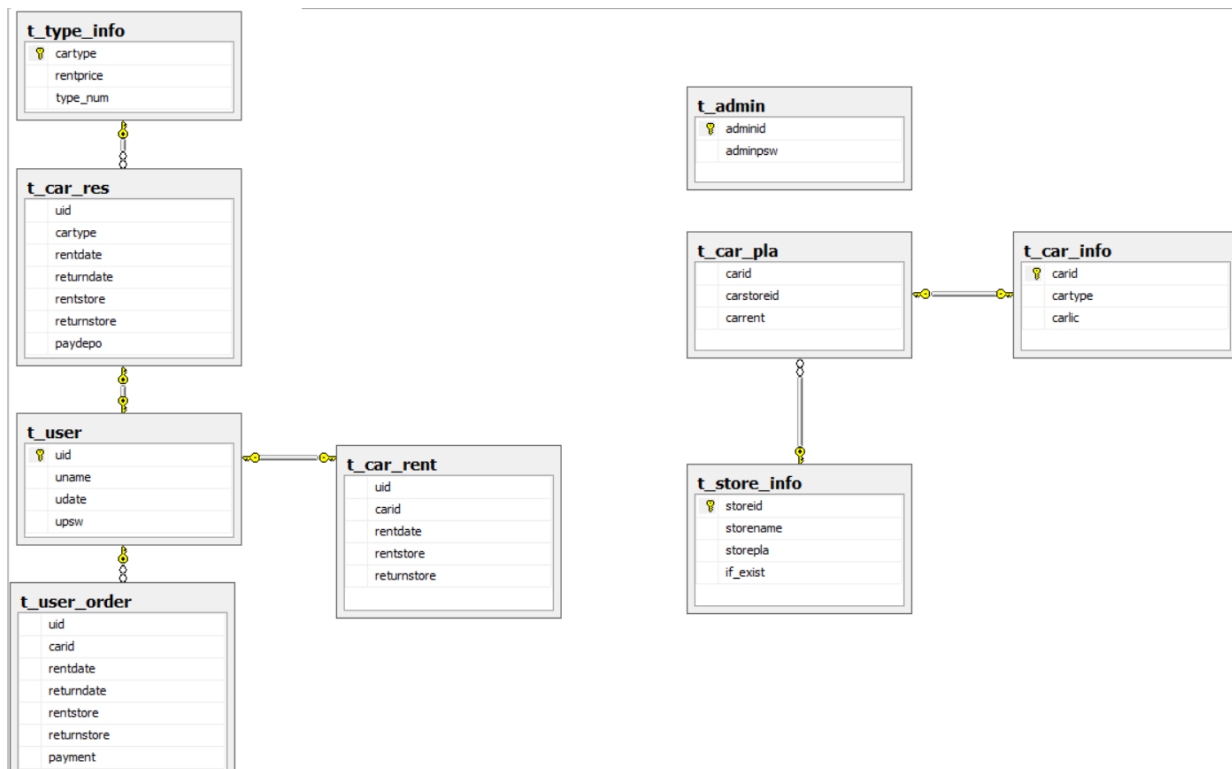 t_type_info
cartype
rentprice
type_num
t_car_res
uid
cartype
rentdate
returndate
rentstore
returnstore
paydepo
t_user
uid
uname
udate
upsw
t_user_order
uid
carid
rentdate
returndate
rentstore
returnstore
payment
t_car_rent
uid
carid
rentdate
rentstore
returnstore
t_admin
adminid
adminpsw
t_car_pla
carid
carstoreid
carrent
t_car_info
carid
cartype
carlic
t_store_info
storeid
storename
storepla
if_exist